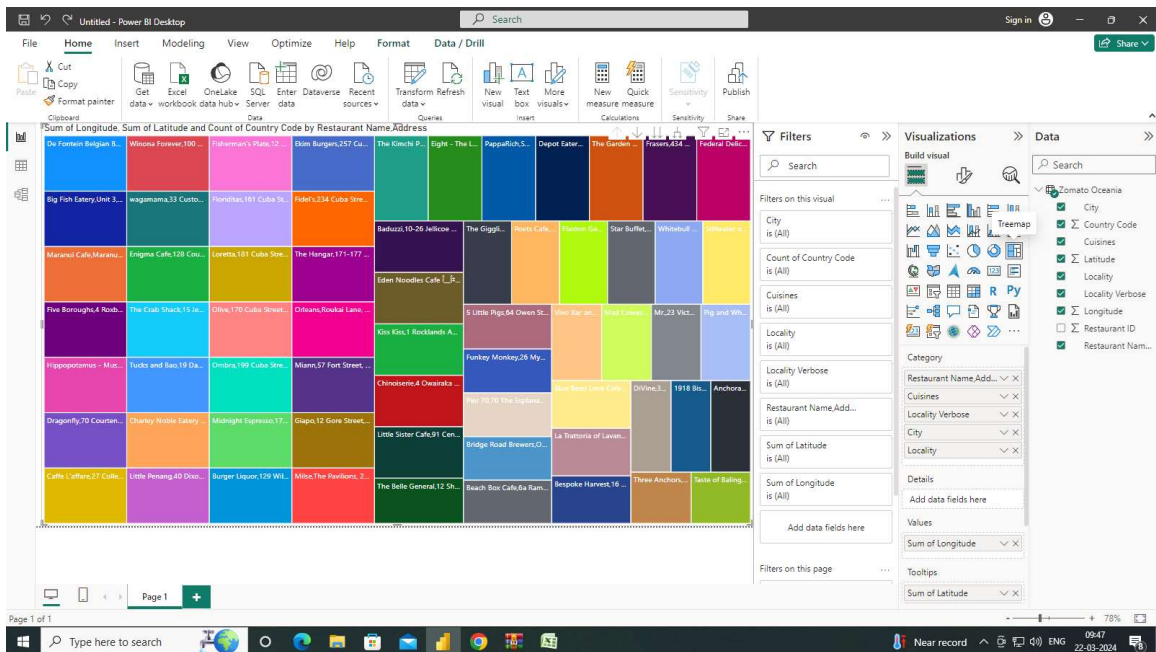 Untitled - Power BI Desktop
Search
Sign in
File Home Insert Modeling View Optimize Help Format Data / Drill
Share
Paste
Cut
Copy
Format painter
Get data
Excel workbook
OneLake data hub
SQL Server
Enter data
Dataverse
Recent sources
Transform data
Refresh
New visual
Text box
More visuals
New measure
Quick measure
Sensitivity
Publish
Clipboard
Data
Queries
Insert
Calculations
Sensitivity
Share
Sum of Longitude, Sum of Latitude and Count of Country Code by Restaurant Name,Address
De Fontein Belgian B...
Winona Forever,100 ...
Fisherman's Plate,12 ...
Ekim Burgers,257 Cu...
The Kimchi P...
Eight - The L...
PappaRich,S...
Depot Eater...
The Garden ...
Frasers,434 ...
Federal Delic...
Big Fish Eatery,Unit 3,...
wagamama,33 Custo...
Floriditas,161 Cuba St...
Fidel's,234 Cuba Stre...
Baduzzi,10-26 Jellicoe ...
The Giggli...
Poets Cafe,...
Star Buffet,...
Whitebull ...
Maranui Cafe,Maranu...
Enigma Cafe,128 Cou...
Loretta,181 Cuba Stre...
The Hangar,171-177 ...
Eden Noodles Cafe
Five Boroughs,4 Roxb...
The Crab Shack,15 Je...
Olive,170 Cuba Street...
Orleans,Roukai Lane, ...
Kiss Kiss,1 Rocklands A...
5 Little Pigs,64 Owen St...
Vivo Bar an...
Mad Cowes...
Mr.,23 Vict...
Pig and Wh...
Hippopotamus - Mus...
Tucks and Bao,19 Da...
Ombra,199 Cuba Stre...
Miann,57 Fort Street, ...
Chinoiserie,4 Owairaka ...
Funkey Monkey,26 My...
Pier 70,70 The Esplana...
DiVine,3...
1918 Bis...
Anchora...
Dragonfly,70 Courten...
Charley Noble Eatery ...
Midnight Espresso,17...
Giapo,12 Gore Street,...
Little Sister Cafe,91 Cen...
Bridge Road Brewers,O...
La Trattoria of Lavan...
Caffe L'affare,27 Colle...
Little Penang,40 Dixo...
Burger Liquor,129 Wil...
Milse,The Pavilions, 2...
The Belle General,12 Sh...
Beach Box Cafe,6a Ram...
Bespoke Harvest,16 ...
Three Anchors,...
Taste of Baling...
Filters
Search
Filters on this visual
City
is (All)
Count of Country Code
is (All)
Cuisines
is (All)
Locality
is (All)
Locality Verbose
is (All)
Restaurant Name,Add...
is (All)
Sum of Latitude
is (All)
Sum of Longitude
is (All)
Add data fields here
Filters on this page
Visualizations
Build visual
Treemap
R Py
123
Category
Restaurant Name,Add...
Cuisines
Locality Verbose
City
Locality
Details
Add data fields here
Values
Sum of Longitude
Tooltips
Sum of Latitude
Data
Search
Zomato Oceania
City
Country Code
Cuisines
Latitude
Locality
Locality Verbose
Longitude
Restaurant ID
Restaurant Nam...
Page 1
Page 1 of 1
78%
Type here to search
Near record
ENG
09:47
22-03-2024